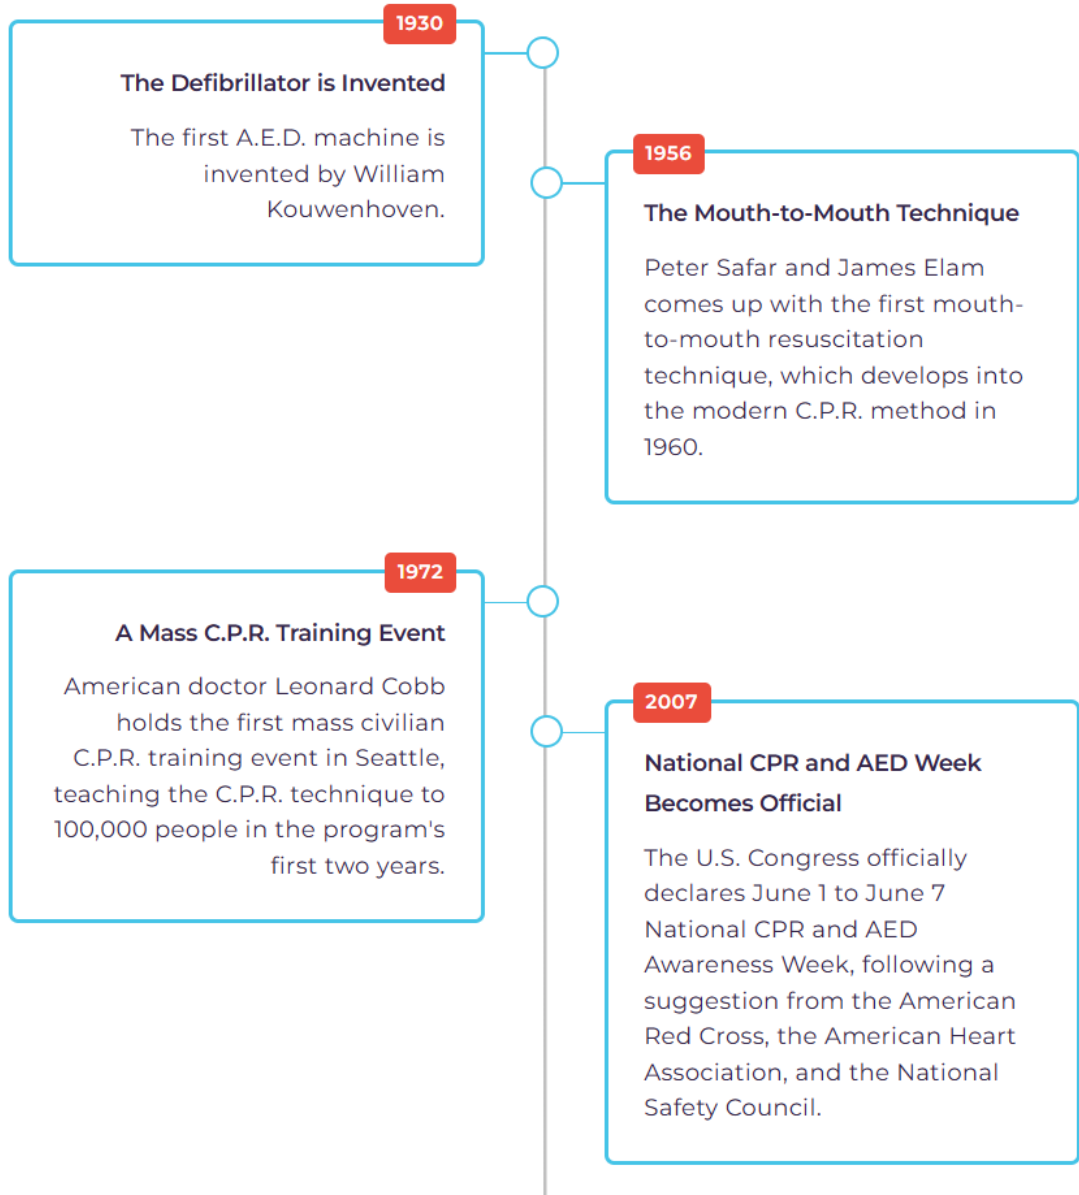 1930
The Defibrillator is Invented
The first A.E.D. machine is
invented by William
Kouwenhoven.
1956
The Mouth-to-Mouth Technique
Peter Safar and James Elam
comes up with the first mouth-
to-mouth resuscitation
technique, which develops into
the modern C.P.R. method in
1960.
1972
A Mass C.P.R. Training Event
American doctor Leonard Cobb
holds the first mass civilian
C.P.R. training event in Seattle,
teaching the C.P.R. technique to
100,000 people in the program's
first two years.
2007
National CPR and AED Week
Becomes Official
The U.S. Congress officially
declares June 1 to June 7
National CPR and AED
Awareness Week, following a
suggestion from the American
Red Cross, the American Heart
Association, and the National
Safety Council.